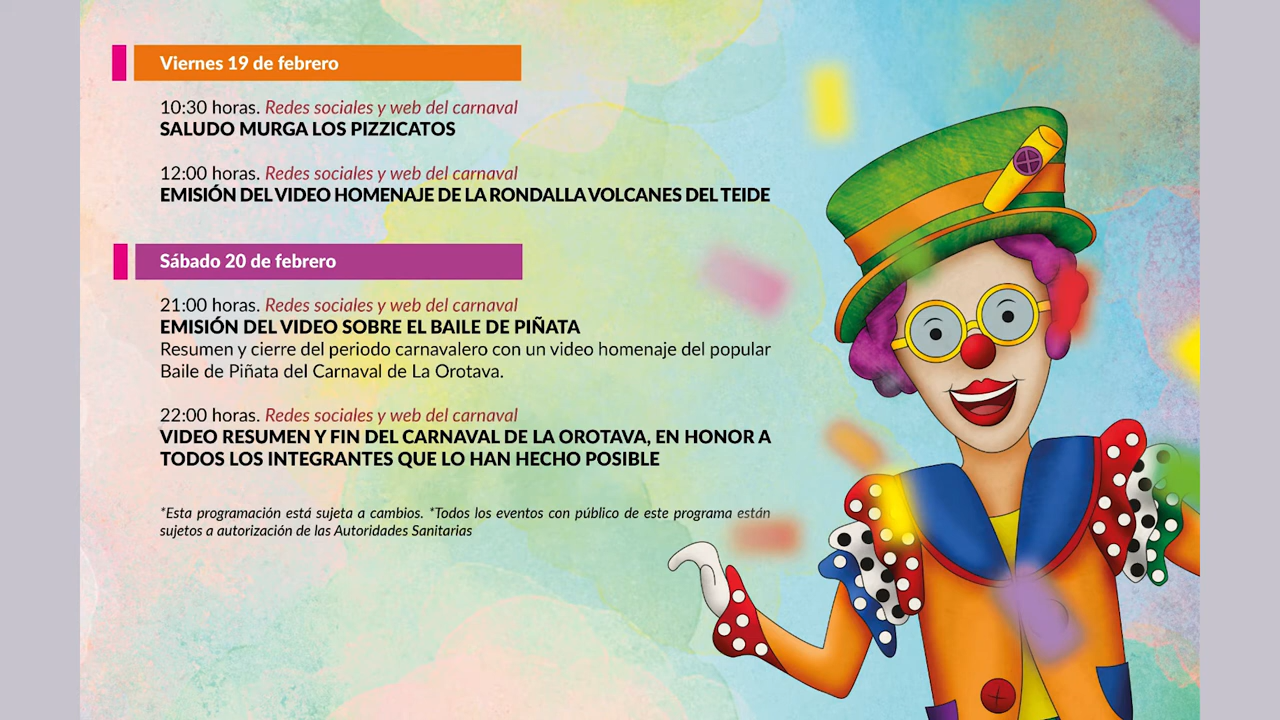 Viernes 19 de febrero
10:30 horas. Redes sociales y web del carnaval
SALUDO MURGA LOS PIZZICATOS
12:00 horas. Redes sociales y web del carnaval
EMISIÓN DEL VIDEO HOMENAJE DE LA RONDALLA VOLCANES DEL TEIDE
Sábado 20 de febrero
21:00 horas. Redes sociales y web del carnaval
EMISIÓN DEL VIDEO SOBRE EL BAILE DE PIÑATA
Resumen y cierre del periodo carnavalero con un video homenaje del popular
Baile de Piñata del Carnaval de La Orotava.
22:00 horas. Redes sociales y web del carnaval
VIDEO RESUMEN Y FIN DEL CARNAVAL DE LA OROTAVA, EN HONOR A
TODOS LOS INTEGRANTES QUE LO HAN HECHO POSIBLE
*Esta programación está sujeta a cambios. *Todos los eventos con público de este programa están
sujetos a autorización de las Autoridades Sanitarias